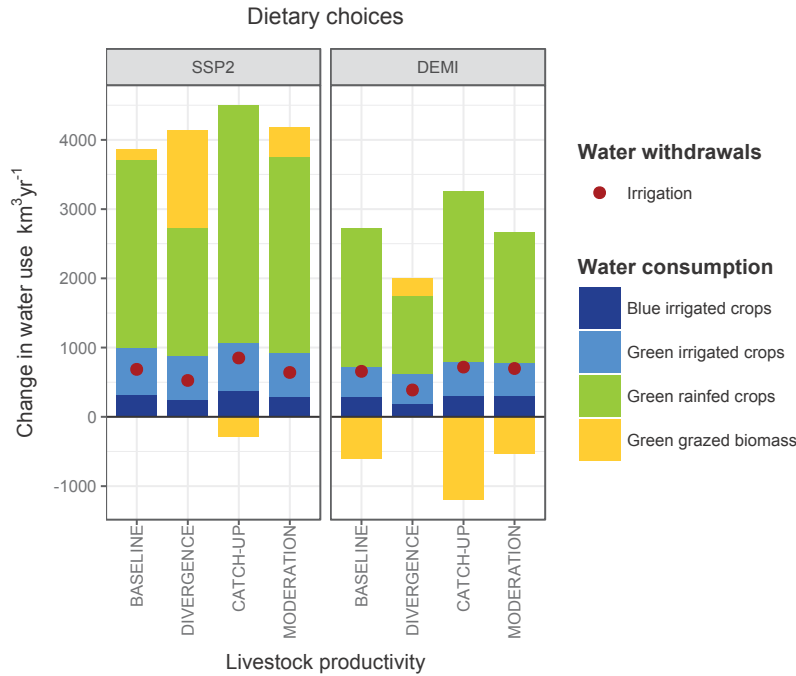 Dietary choices
SSP2
DEMI
Change in water use km³yr⁻¹
4000
3000
2000
1000
0
-1000
BASELINE
DIVERGENCE
CATCH-UP
MODERATION
BASELINE
DIVERGENCE
CATCH-UP
MODERATION
Livestock productivity
Water withdrawals
Irrigation
Water consumption
Blue irrigated crops
Green irrigated crops
Green rainfed crops
Green grazed biomass